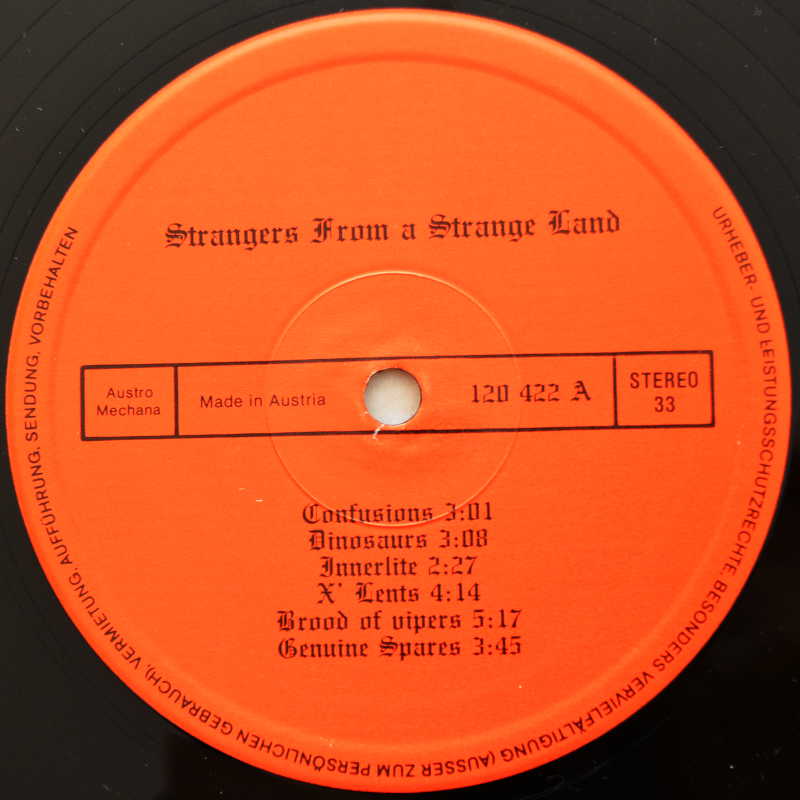 Strangers From a Strange Land
Austro
Mechana
Made in Austria
120 422 A
STEREO
33
Confusions 3:01
Dinosaurs 3:08
Innerlite 2:27
X' Lents 4:14
Brood of vipers 5:17
Genuine Spares 3:45
URHEBER- UND LEISTUNGSSCHUTZRECHTE, BESONDERS VERVIELFÄLTIGUNG (AUSSER ZUM PERSÖNLICHEN GEBRAUCH), VERMIETUNG, AUFFÜHRUNG, SENDUNG, VORBEHALTEN